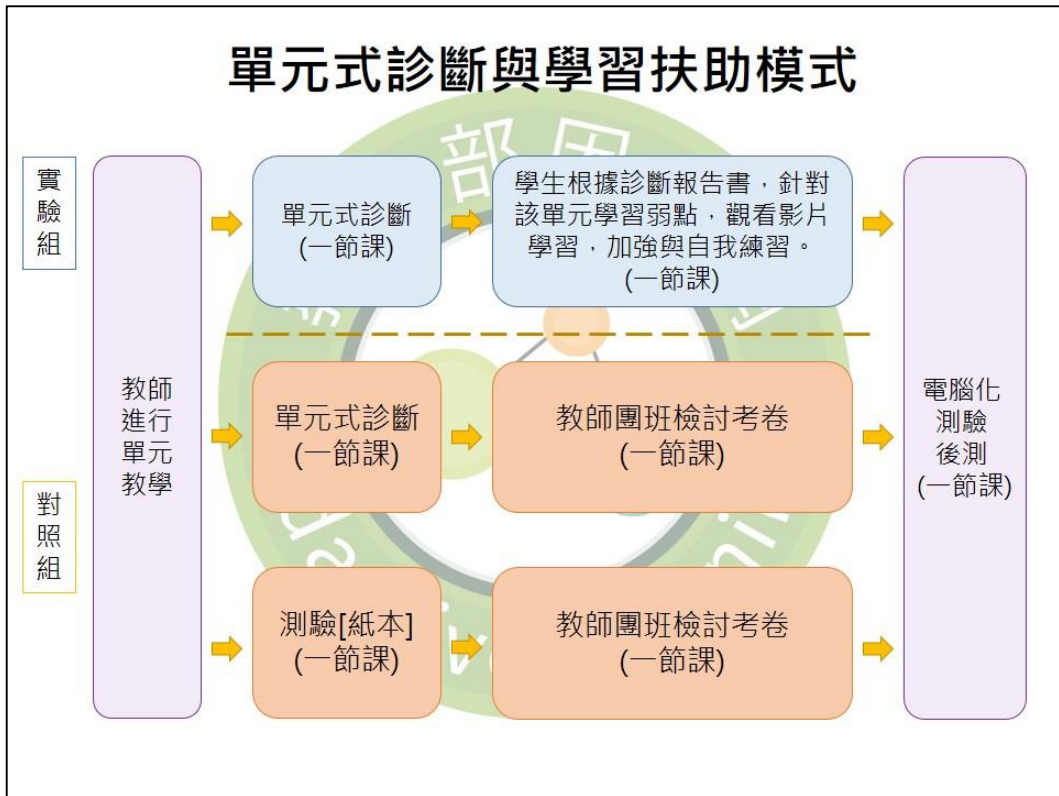 單元式診斷與學習扶助模式
實
驗
組
對
照
組
教師
進行
單元
教學
單元式診斷
(一節課)
學生根據診斷報告書，針對
該單元學習弱點，觀看影片
學習，加強與自我練習。
(一節課)
單元式診斷
(一節課)
教師團班檢討考卷
(一節課)
測驗[紙本]
(一節課)
教師團班檢討考卷
(一節課)
電腦化
測驗
後測
(一節課)
部因